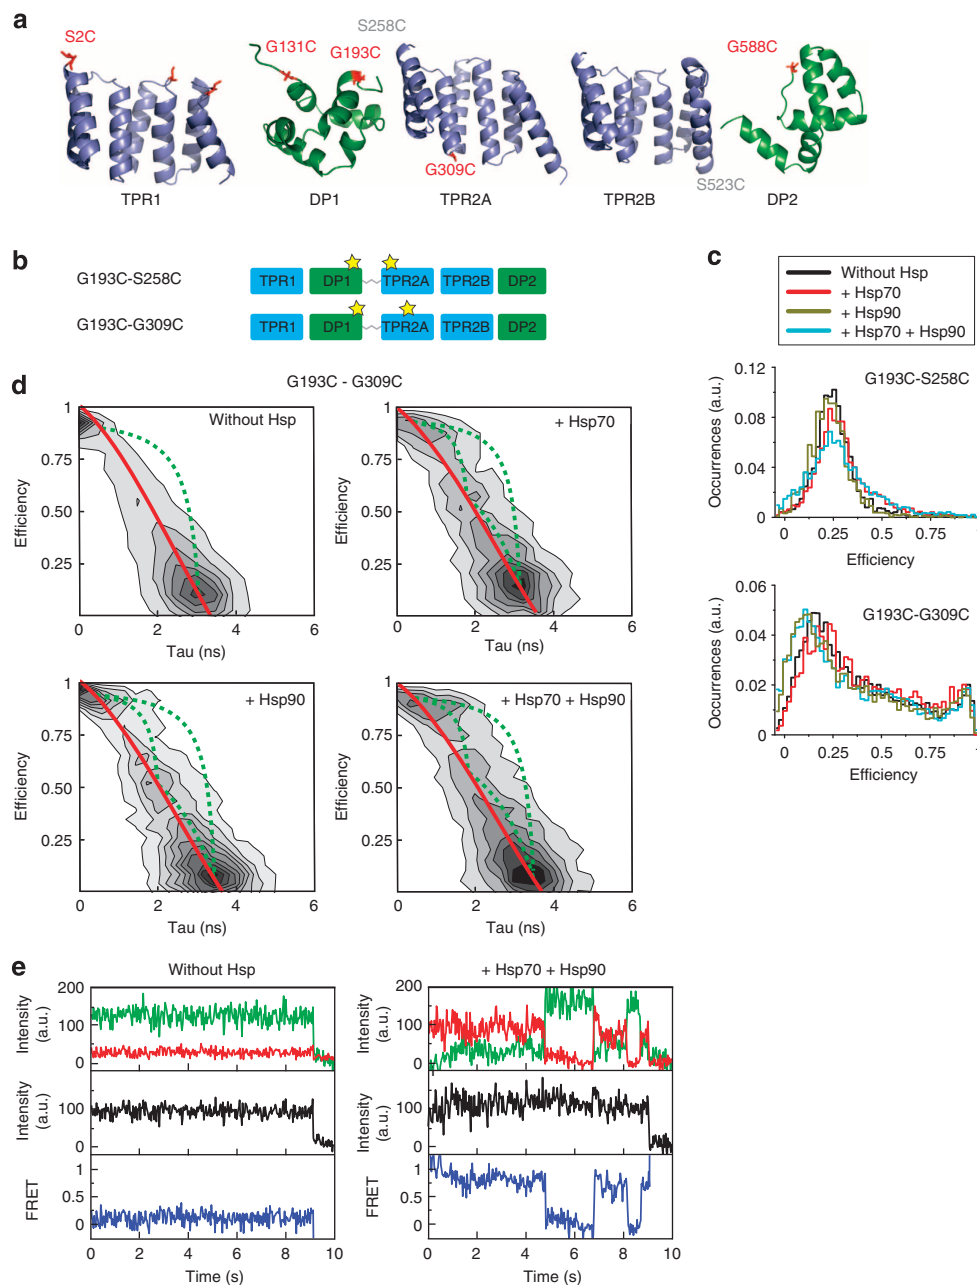 a
S258C
S2C
G131C
G193C
G588C
G309C
S523C
TPR1
DP1
TPR2A
TPR2B
DP2
b
G193C-S258C
TPR1
DP1
TPR2A
TPR2B
DP2
G193C-G309C
TPR1
DP1
TPR2A
TPR2B
DP2
c
Without Hsp
+ Hsp70
+ Hsp90
+ Hsp70 + Hsp90
G193C-S258C
Occurrences (a.u.)
0.12
0.08
0.04
0
0
0.25
0.50
0.75
Efficiency
G193C-G309C
Occurrences (a.u.)
0.06
0.04
0.02
0
0
0.25
0.5
0.75
Efficiency
d
G193C - G309C
Without Hsp
Efficiency
1
0.75
0.50
0.25
0
2
4
6
Tau (ns)
+ Hsp70
Efficiency
1
0.75
0.50
0.25
0
2
4
6
Tau (ns)
+ Hsp90
Efficiency
1
0.75
0.50
0.25
0
2
4
6
Tau (ns)
+ Hsp70 + Hsp90
Efficiency
1
0.75
0.50
0.25
0
2
4
6
Tau (ns)
e
Without Hsp
Intensity
(a.u.)
200
100
0
Intensity
(a.u.)
100
0
FRET
1
0.5
0
0
2
4
6
8
10
Time (s)
+ Hsp70 + Hsp90
Intensity
(a.u.)
200
100
0
Intensity
(a.u.)
100
0
FRET
1
0.5
0
0
2
4
6
8
10
Time (s)